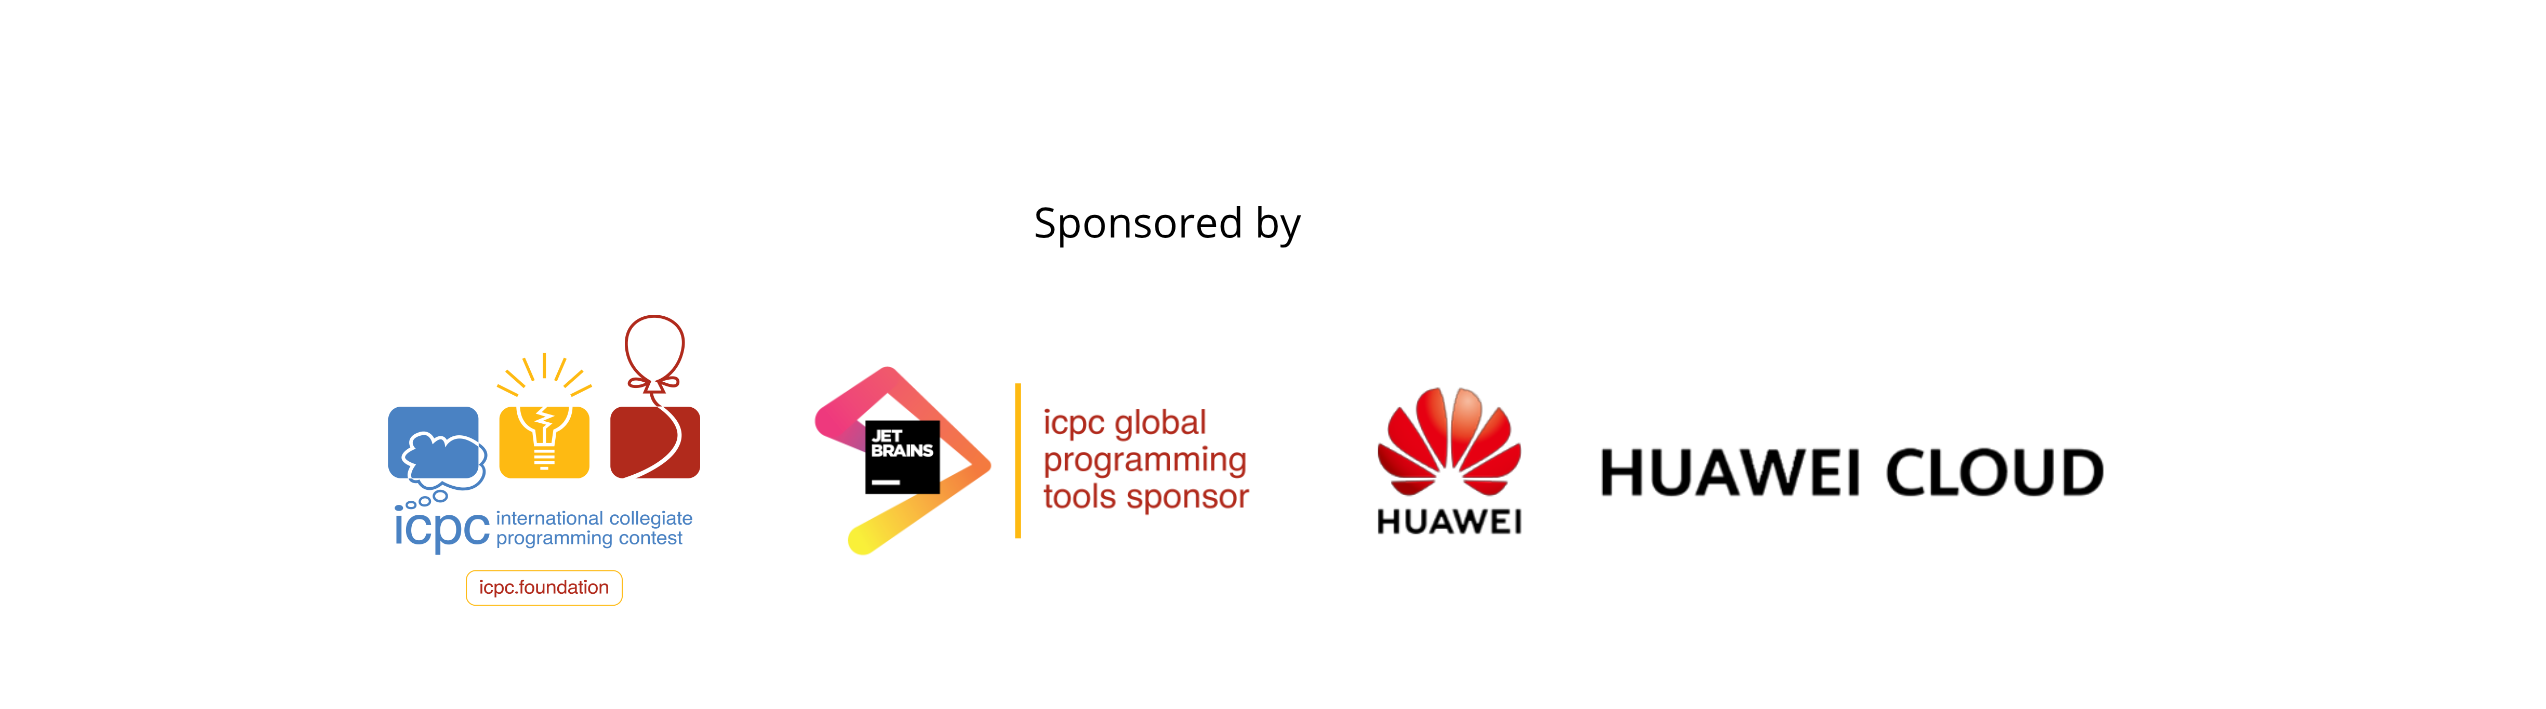 Sponsored by
icpc international collegiate
programming contest
icpc.foundation
JET
BRAINS
icpc global
programming
tools sponsor
HUAWEI
HUAWEI CLOUD